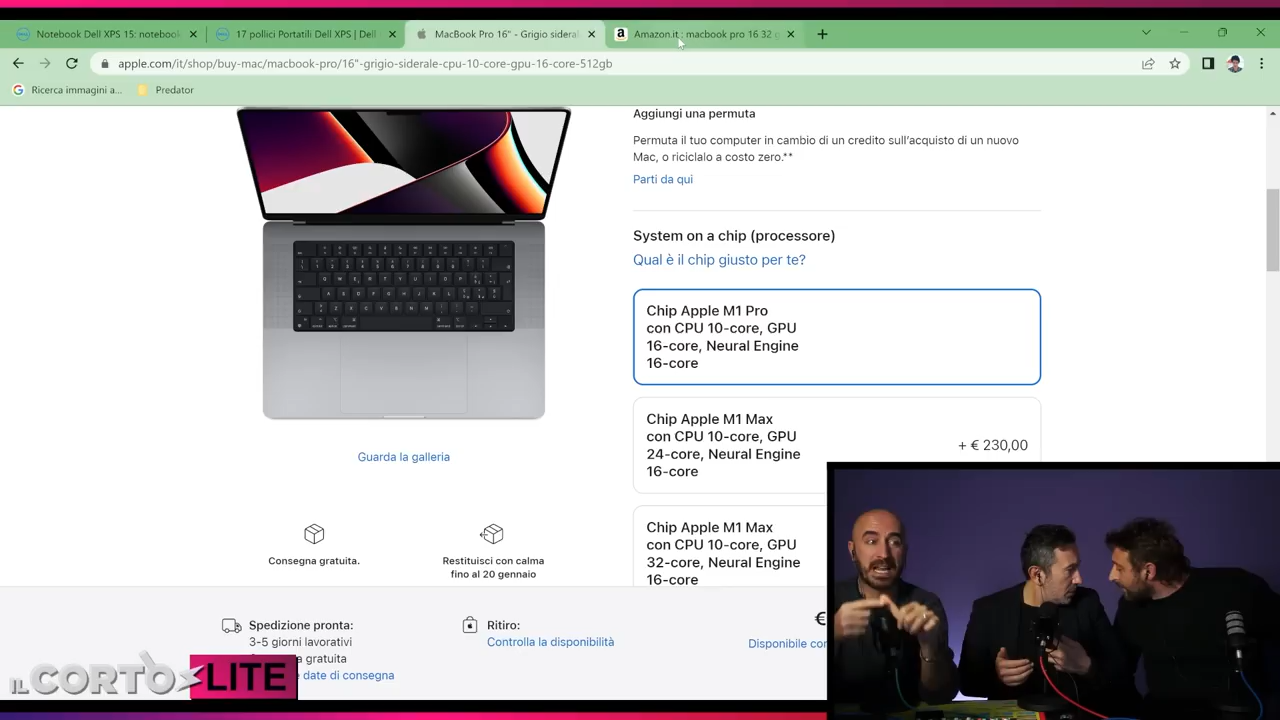 Notebook Dell XPS 15: notebook
17 pollici Portatili Dell XPS | Dell
MacBook Pro 16" - Grigio sideral
Amazon.it : macbook pro 16 32 g
apple.com/it/shop/buy-mac/macbook-pro/16"-grigio-siderale-cpu-10-core-gpu-16-core-512gb
Ricerca immagini a...
Predator
Aggiungi una permuta
Permuta il tuo computer in cambio di un credito sull'acquisto di un nuovo
Mac, o riciclalo a costo zero.**
Parti da qui
System on a chip (processore)
Qual è il chip giusto per te?
Chip Apple M1 Pro
con CPU 10-core, GPU
16-core, Neural Engine
16-core
Chip Apple M1 Max
con CPU 10-core, GPU
24-core, Neural Engine
16-core
+ € 230,00
Chip Apple M1 Max
con CPU 10-core, GPU
32-core, Neural Engine
16-core
Guarda la galleria
Consegna gratuita.
Restituisci con calma
fino al 20 gennaio
Spedizione pronta:
3-5 giorni lavorativi
gratuita
date di consegna
Ritiro:
Controlla la disponibilità
€
Disponibile con
IL CORTO
LITE